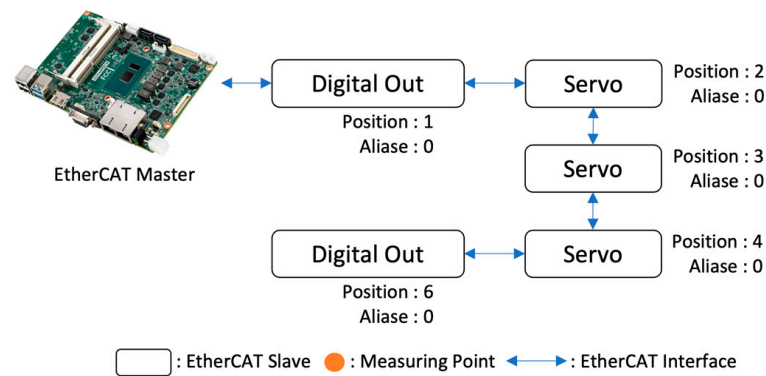 Digital Out
Servo
Position : 2
Aliase : 0
Position : 1
Aliase : 0
EtherCAT Master
Servo
Position : 3
Aliase : 0
Digital Out
Servo
Position : 4
Aliase : 0
Position : 6
Aliase : 0
: EtherCAT Slave
: Measuring Point
: EtherCAT Interface